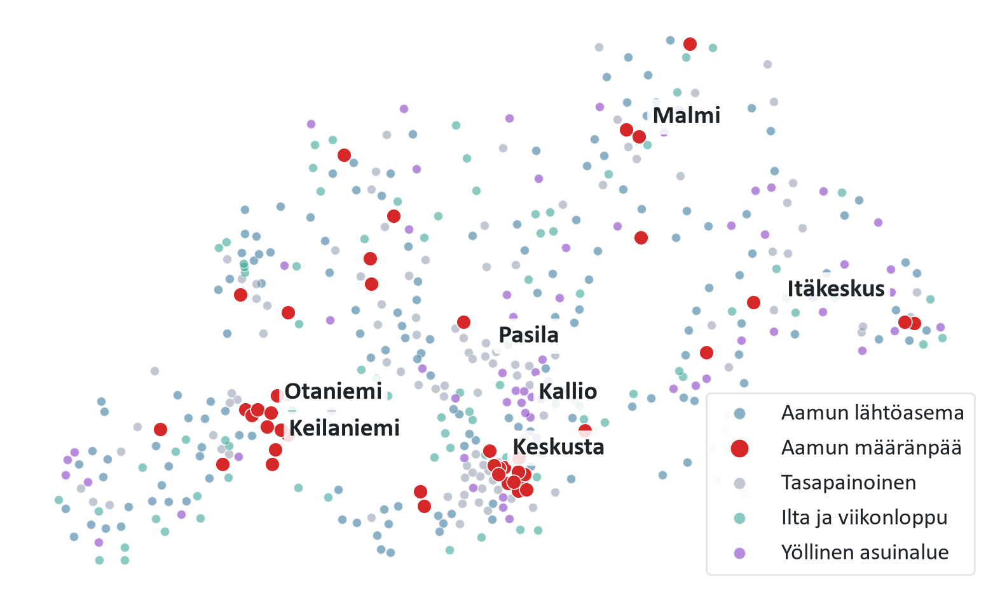 Malmi
Itäkeskus
Pasila
Otaniemi
Kallio
Keilaniemi
Keskusta
Aamun lähtöasema
Aamun määränpää
Tasapainoinen
Ilta ja viikonloppu
Yöllinen asuinalue